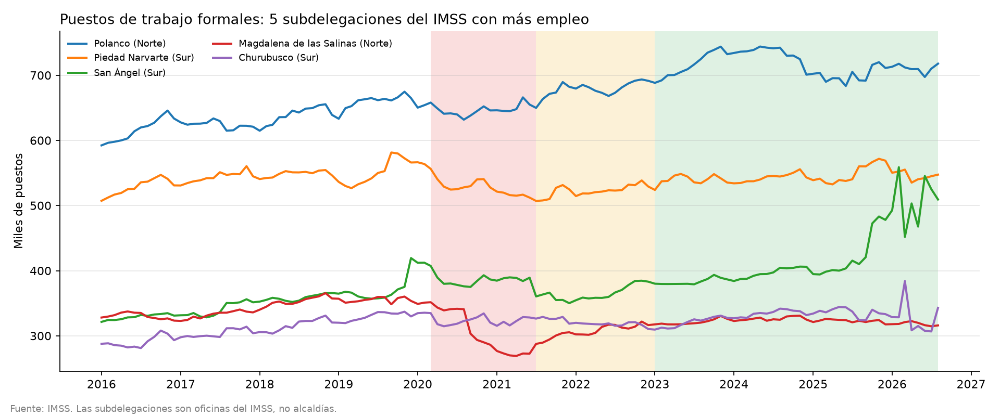 Puestos de trabajo formales: 5 subdelegaciones del IMSS con más empleo
Polanco (Norte)
Piedad Narvarte (Sur)
San Ángel (Sur)
Magdalena de las Salinas (Norte)
Churubusco (Sur)
Miles de puestos
700
600
500
400
300
2016 2017 2018 2019 2020 2021 2022 2023 2024 2025 2026 2027
Fuente: IMSS. Las subdelegaciones son oficinas del IMSS, no alcaldías.